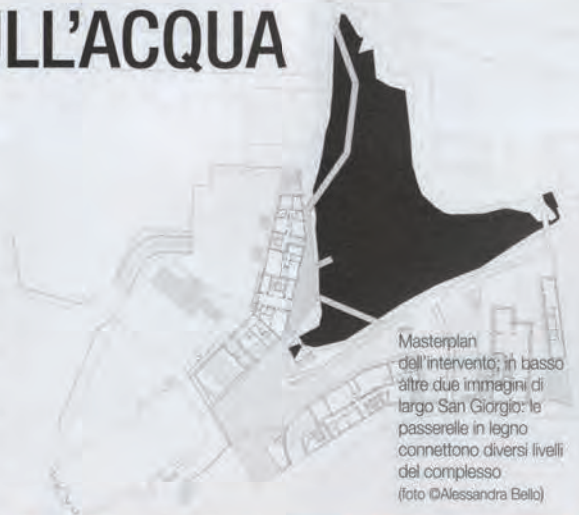 LL'ACQUA
Masterplan
dell'intervento; in basso
altre due immagini di
largo San Giorgio: le
passerelle in legno
connettono diversi livelli
del complesso
(foto ©Alessandra Bello)